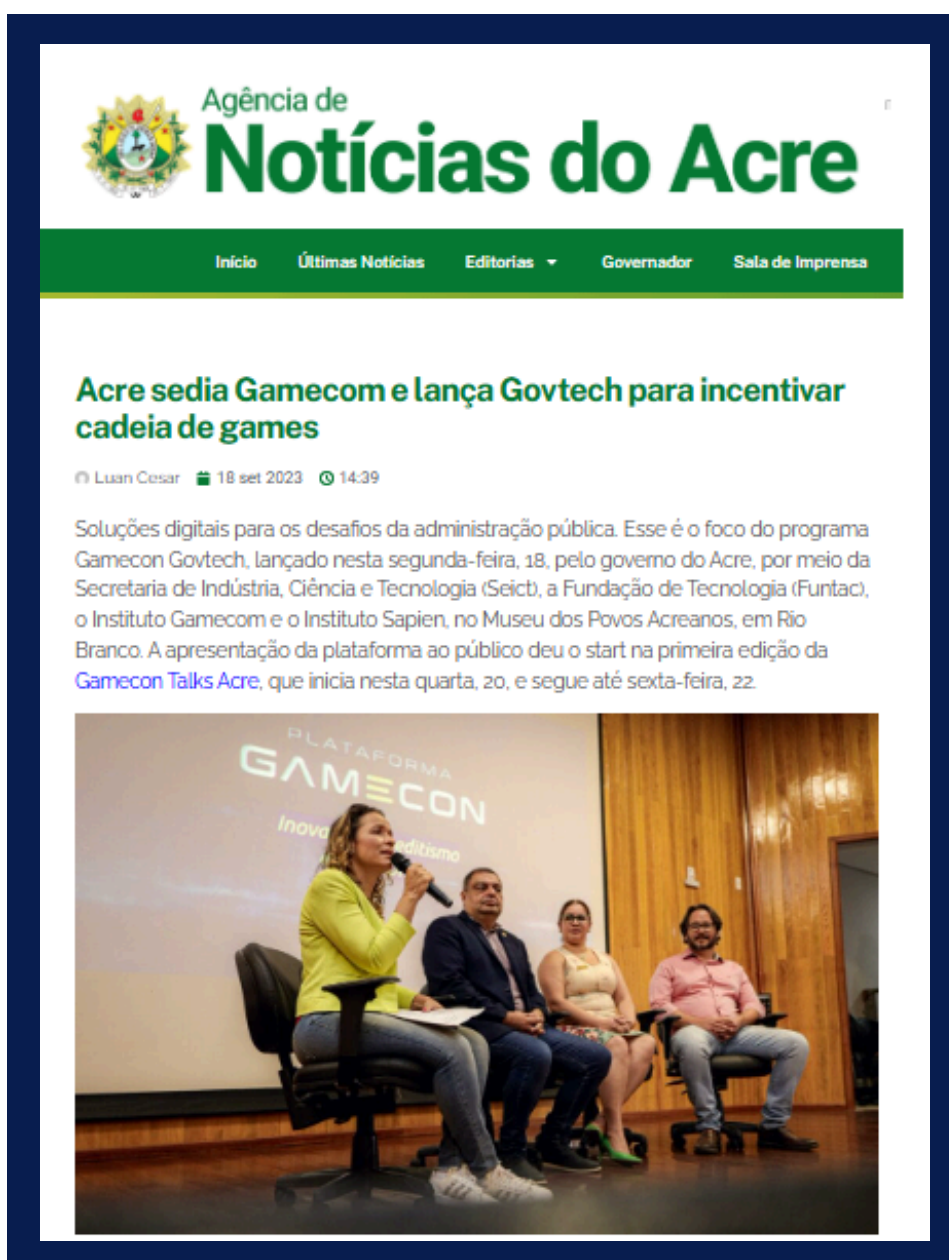 Agência de
Notícias do Acre
Início Últimas Notícias Editorias Governador Sala de Imprensa
Acre sedia Gamecom e lança Govtech para incentivar
cadeia de games
Luan Cesar 18 set 2023 14:39
Soluções digitais para os desafios da administração pública. Esse é o foco do programa
Gamecon Govtech, lançado nesta segunda-feira, 18, pelo governo do Acre, por meio da
Secretaria de Indústria, Ciência e Tecnologia (Seict), a Fundação de Tecnologia (Funtac),
o Instituto Gamecom e o Instituto Sapien, no Museu dos Povos Acreanos, em Rio
Branco. A apresentação da plataforma ao público deu o start na primeira edição da
Gamecon Talks Acre, que inicia nesta quarta, 20, e segue até sexta-feira, 22.
PLATAFORMA
GAMECON